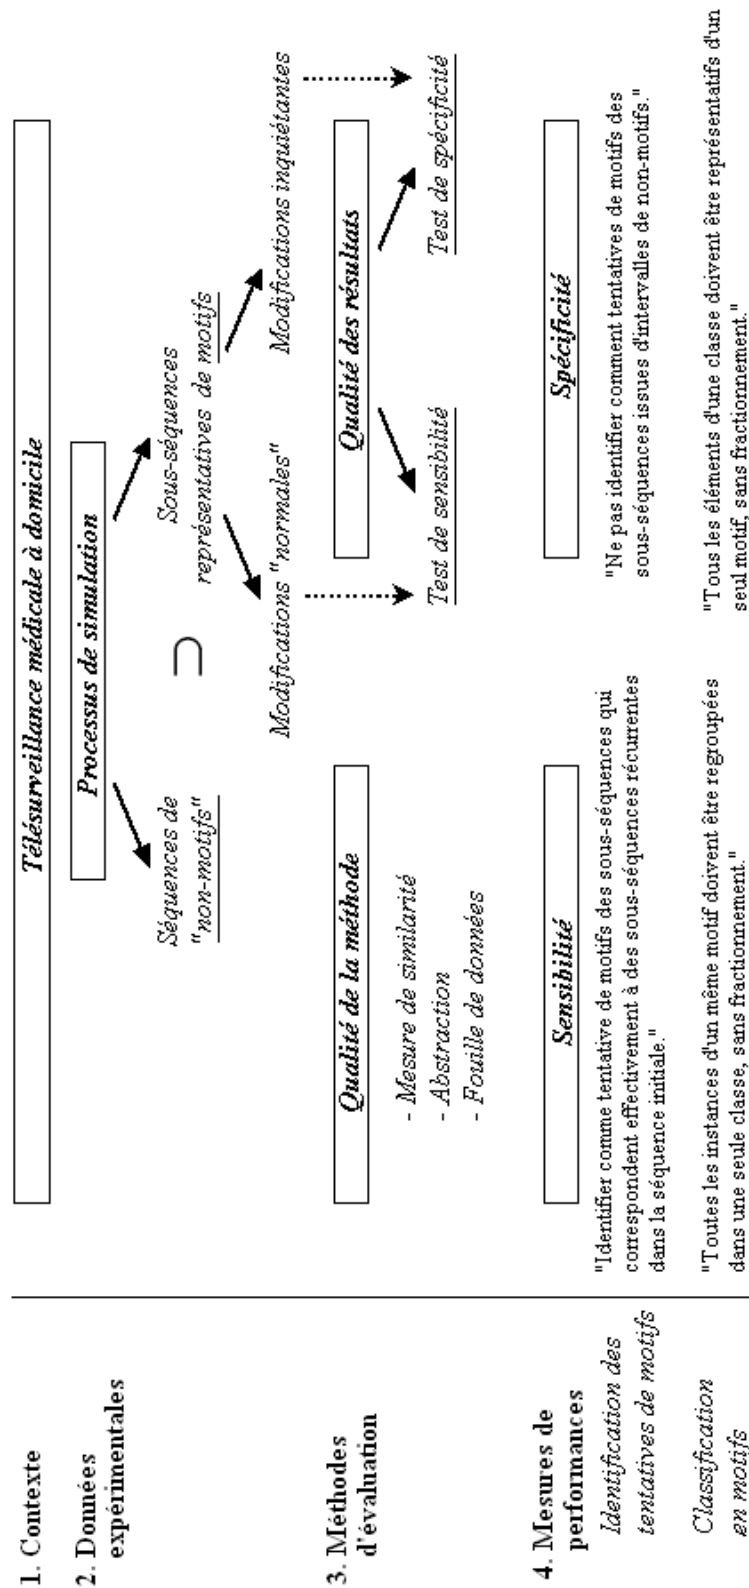 1. Contexte
Télésurveillance médicale à domicile
2. Données
expérimentales
Processus de simulation
Séquences de
"non-motifs"
⊃
Sous-séquences
représentatives de motifs
Modifications "normales"
Modifications inquiétantes
3. Méthodes
d'évaluation
Qualité de la méthode
- Mesure de similarité
- Abstraction
- Fouille de données
Qualité des résultats
Test de sensibilité
Test de spécificité
4. Mesures de
performances
Sensibilité
Spécificité
Identification des
tentatives de motifs
"Identifier comme tentative de motifs des sous-séquences qui
correspondent effectivement à des sous-séquences récurrentes
dans la séquence initiale."
"Ne pas identifier comment tentatives de motifs des
sous-séquences issues d'intervalles de non-motifs."
Classification
en motifs
"Toutes les instances d'un même motif doivent être regroupées
dans une seule classe, sans fractionnement."
"Tous les éléments d'une classe doivent être représentatifs d'un
seul motif, sans fractionnement."